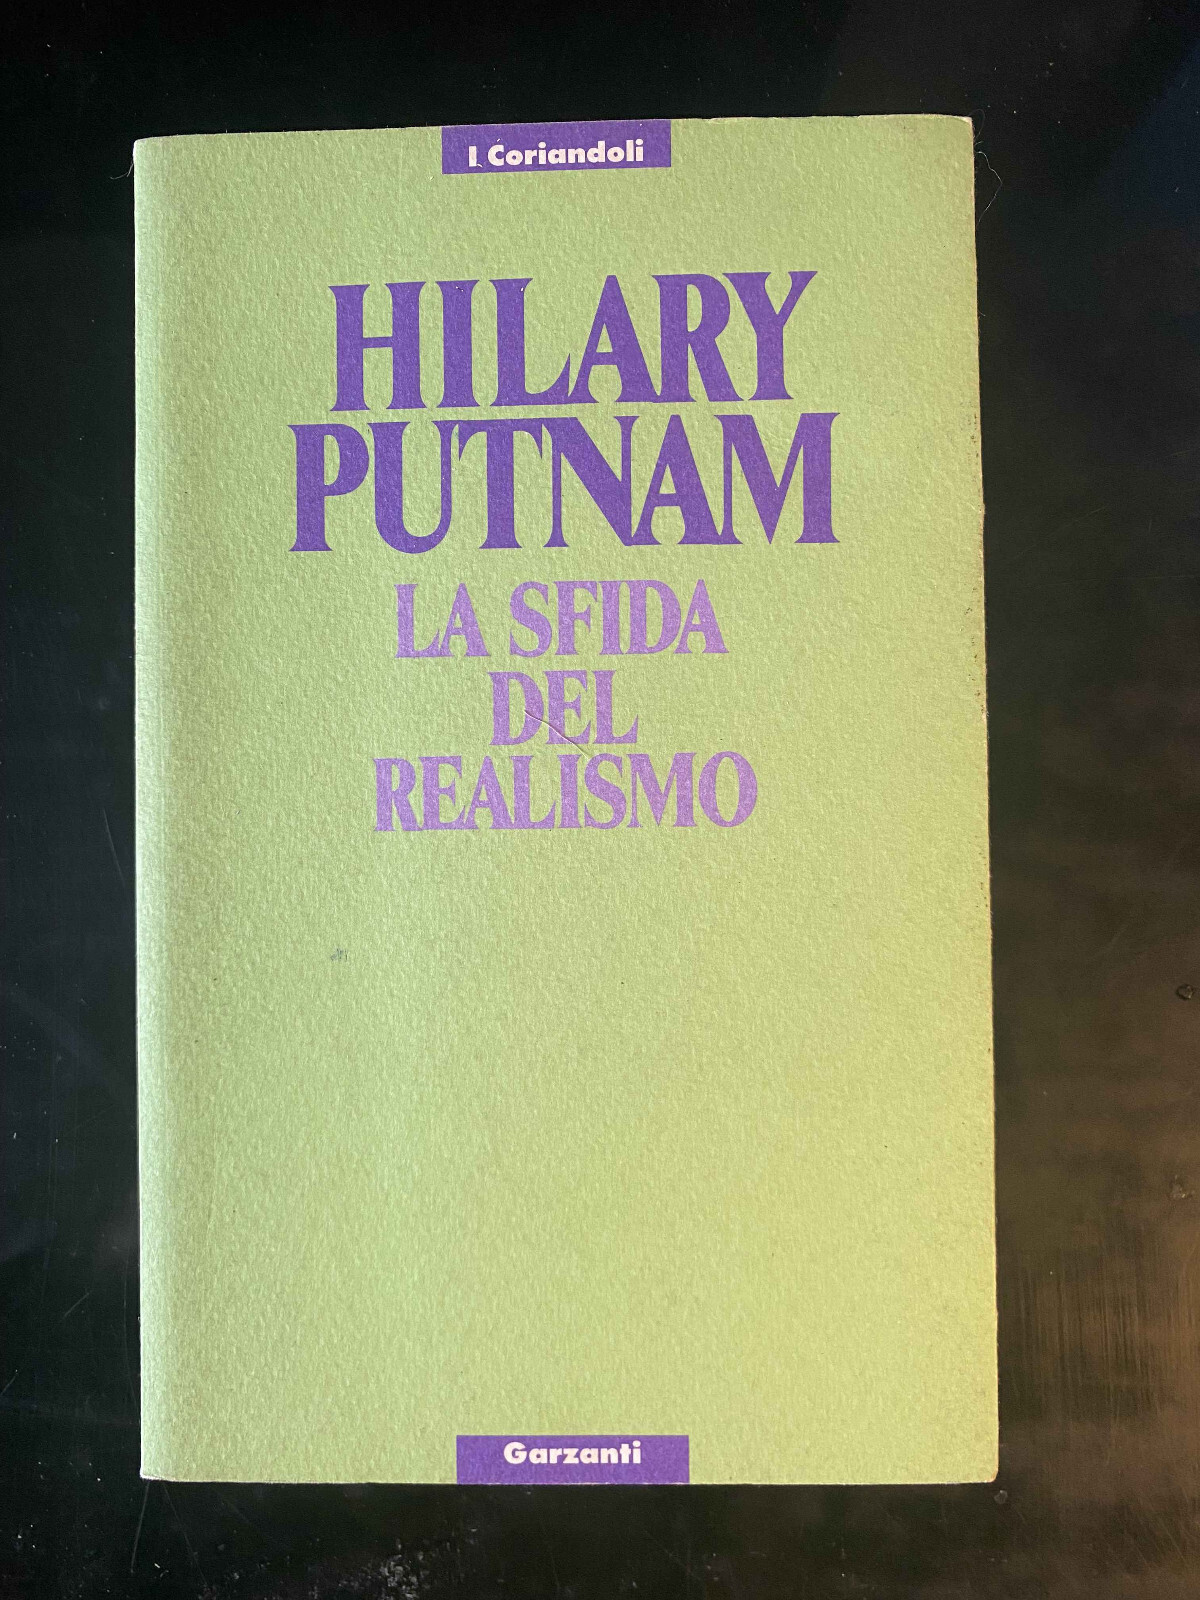 I Coriandoli
HILARY
PUTNAM
LA SFIDA
DEL
REALISMO
Garzanti